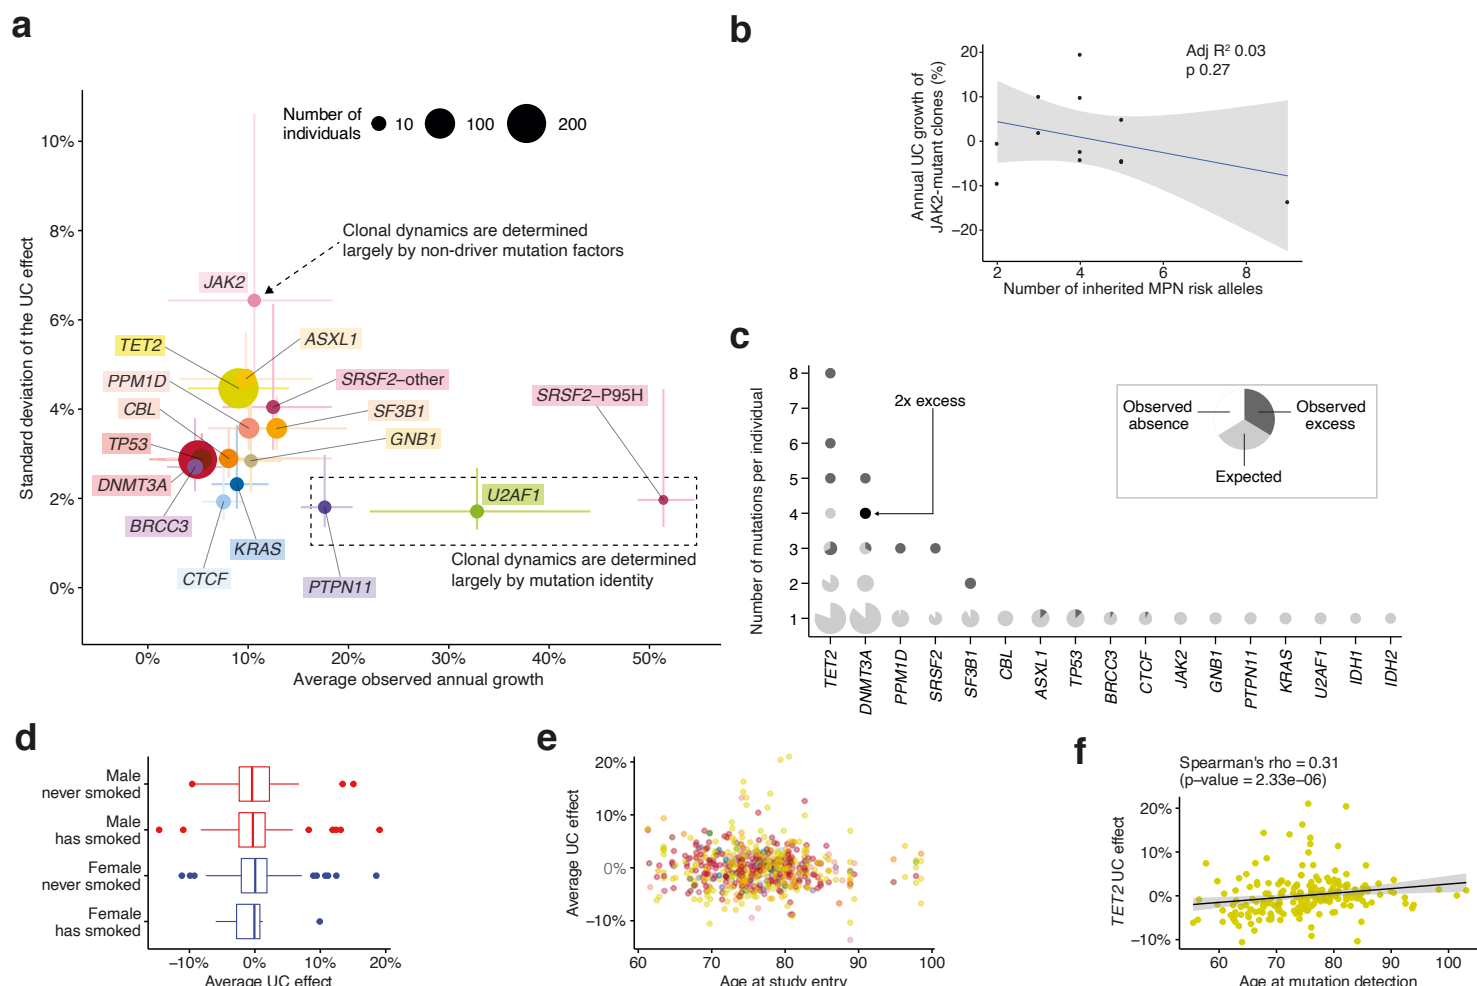 a
Number of
individuals
10
100
200
10%
8%
6%
4%
2%
0%
Standard deviation of the UC effect
Clonal dynamics are determined
largely by non-driver mutation factors
JAK2
TET2
ASXL1
PPM1D
SRSF2–other
SRSF2–P95H
CBL
SF3B1
TP53
GNB1
DNMT3A
U2AF1
BRCC3
KRAS
Clonal dynamics are determined
largely by mutation identity
CTCF
PTPN11
0%
10%
20%
30%
40%
50%
Average observed annual growth
b
Adj R² 0.03
p 0.27
20
10
0
−10
−20
Annual UC growth of
JAK2-mutant clones (%)
2
4
6
8
Number of inherited MPN risk alleles
c
8
7
6
5
4
3
2
1
Number of mutations per individual
2x excess
Observed
absence
Observed
excess
Expected
TET2
DNMT3A
PPM1D
SRSF2
SF3B1
CBL
ASXL1
TP53
BRCC3
CTCF
JAK2
GNB1
PTPN11
KRAS
U2AF1
IDH1
IDH2
d
Male
never smoked
Male
has smoked
Female
never smoked
Female
has smoked
−10%
0%
10%
20%
Average UC effect
e
20%
10%
0%
−10%
Average UC effect
60
70
80
90
100
Age at study entry
f
Spearman's rho = 0.31
(p–value = 2.33e–06)
20%
10%
0%
−10%
TET2 UC effect
60
70
80
90
100
Age at mutation detection